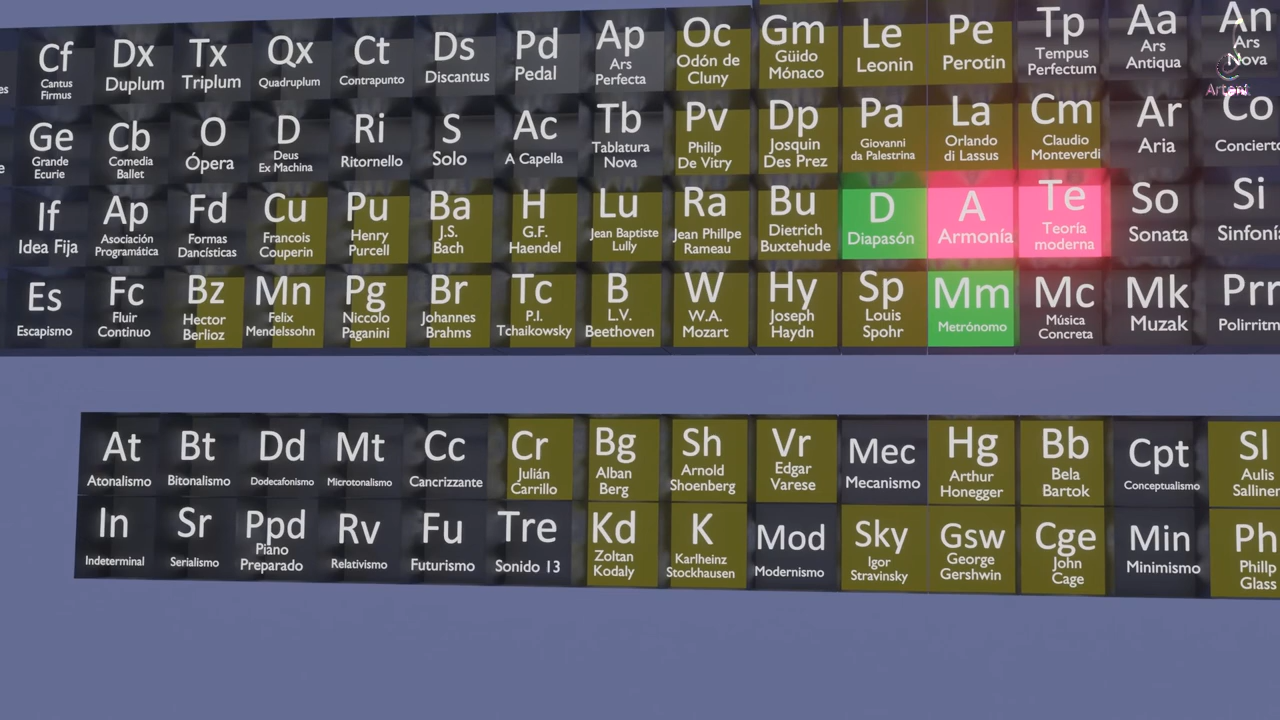 Cf Dx Tx Qx Ct Ds Pd Ap Oc Gm Le Pe Tp Aa An
Cantus Firmus Duplum Triplum Quadruplum Contrapunto Discantus Pedal Ars Perfecta Odón de Cluny Güido Mónaco Leonin Perotin Tempus Perfectum Ars Antiqua Ars Nova
Artoni
Ge Cb O D Ri S Ac Tb Pv Dp Pa La Cm Ar Co
Grande Ecurie Comedia Ballet Ópera Deus Ex Machina Ritornello Solo A Capella Tablatura Nova Philip De Vitry Josquin Des Prez Giovanni da Palestrina Orlando di Lassus Claudio Monteverdi Aria Concierto
If Ap Fd Cu Pu Ba H Lu Ra Bu D A Te So Si
Idea Fija Asociación Programática Formas Dancísticas Francois Couperin Henry Purcell J.S. Bach G.F. Haendel Jean Baptiste Lully Jean Phillpe Rameau Dietrich Buxtehude Diapasón Armonía Teoría moderna Sonata Sinfonía
Es Fc Bz Mn Pg Br Tc B W Hy Sp Mm Mc Mk Prr
Escapismo Fluir Continuo Hector Berlioz Felix Mendelssohn Niccolo Paganini Johannes Brahms P.I. Tchaikowsky L.V. Beethoven W.A. Mozart Joseph Haydn Louis Spohr Metrónomo Música Concreta Muzak Polirritm
At Bt Dd Mt Cc Cr Bg Sh Vr Mec Hg Bb Cpt Sl
Atonalismo Bitonalismo Dodecafonismo Microtonalismo Cancrizzante Julián Carrillo Alban Berg Arnold Shoenberg Edgar Varese Mecanismo Arthur Honegger Bela Bartok Conceptualismo Aulis Salliner
In Sr Ppd Rv Fu Tre Kd K Mod Sky Gsw Cge Min Ph
Indeterminal Serialismo Piano Preparado Relativismo Futurismo Sonido 13 Zoltan Kodaly Karlheinz Stockhausen Modernismo Igor Stravinsky George Gershwin John Cage Minimismo Phillp Glass